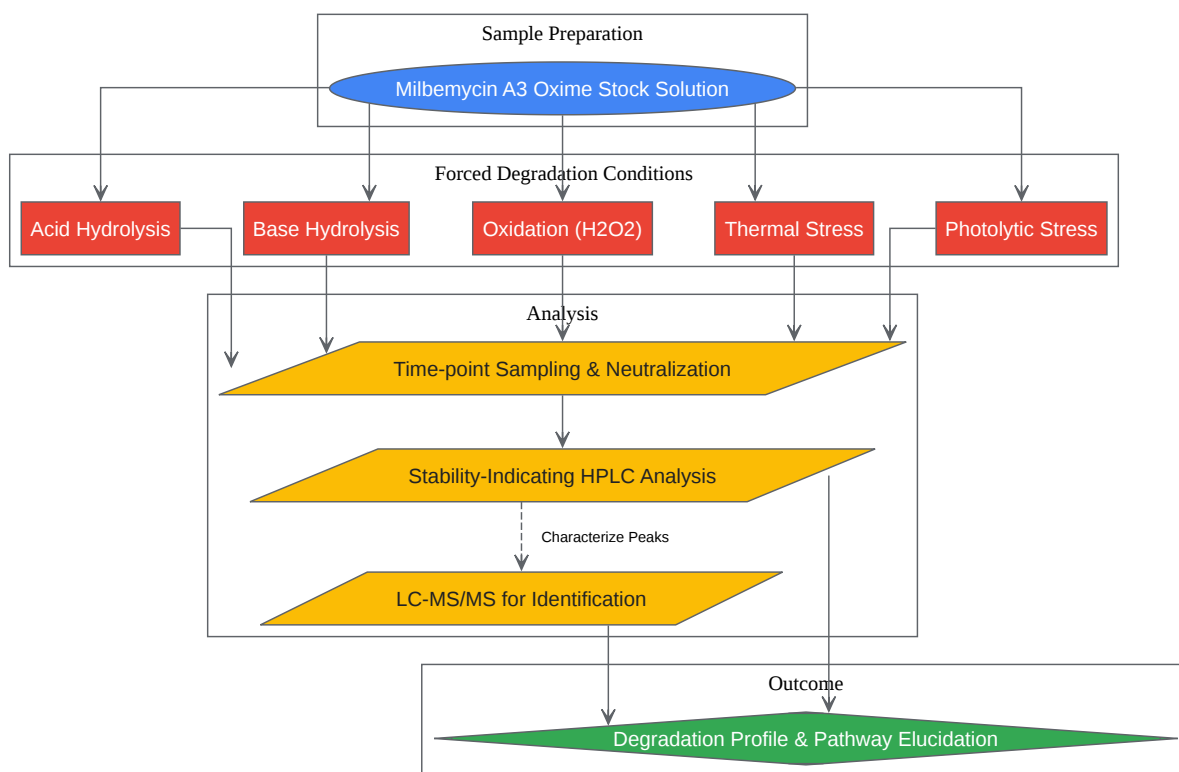 Sample Preparation
Milbemycin A3 Oxime Stock Solution
Forced Degradation Conditions
Acid Hydrolysis
Base Hydrolysis
Oxidation (H2O2)
Thermal Stress
Photolytic Stress
Analysis
Time-point Sampling & Neutralization
Stability-Indicating HPLC Analysis
Characterize Peaks
LC-MS/MS for Identification
Outcome
Degradation Profile & Pathway Elucidation